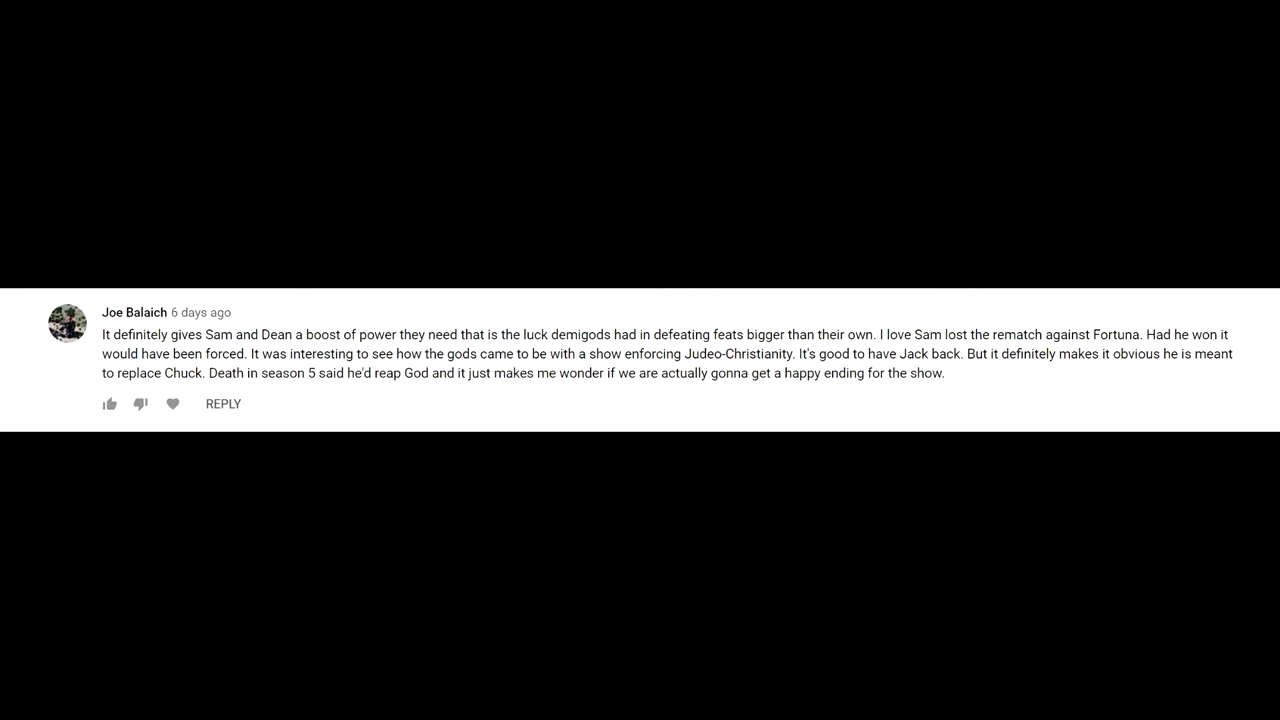 Joe Balaich 6 days ago
It definitely gives Sam and Dean a boost of power they need that is the luck demigods had in defeating feats bigger than their own. I love Sam lost the rematch against Fortuna. Had he won it
would have been forced. It was interesting to see how the gods came to be with a show enforcing Judeo-Christianity. It's good to have Jack back. But it definitely makes it obvious he is meant
to replace Chuck. Death in season 5 said he'd reap God and it just makes me wonder if we are actually gonna get a happy ending for the show.
REPLY